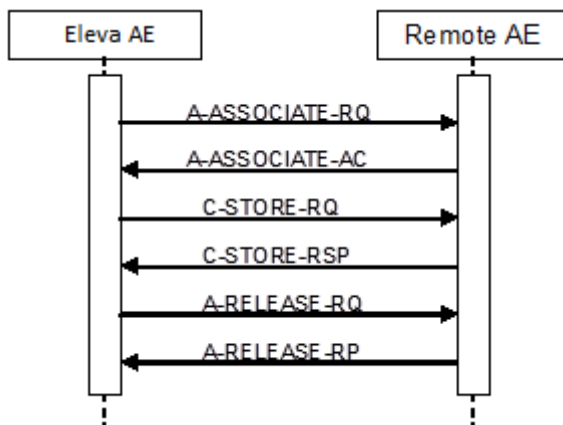 Eleva AE
Remote AE
A-ASSOCIATE-RQ
A-ASSOCIATE-AC
C-STORE-RQ
C-STORE-RSP
A-RELEASE-RQ
A-RELEASE-RP